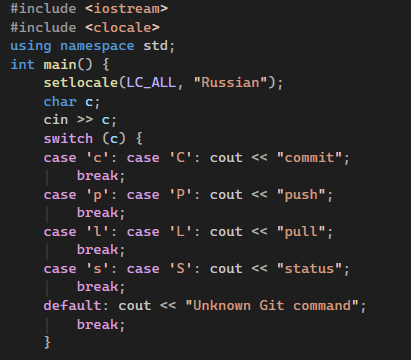 #include <iostream>
#include <clocale>
using namespace std;
int main() {
    setlocale(LC_ALL, "Russian");
    char c;
    cin >> c;
    switch (c) {
    case 'c': case 'C': cout << "commit";
        break;
    case 'p': case 'P': cout << "push";
        break;
    case 'l': case 'L': cout << "pull";
        break;
    case 's': case 'S': cout << "status";
        break;
    default: cout << "Unknown Git command";
        break;
    }